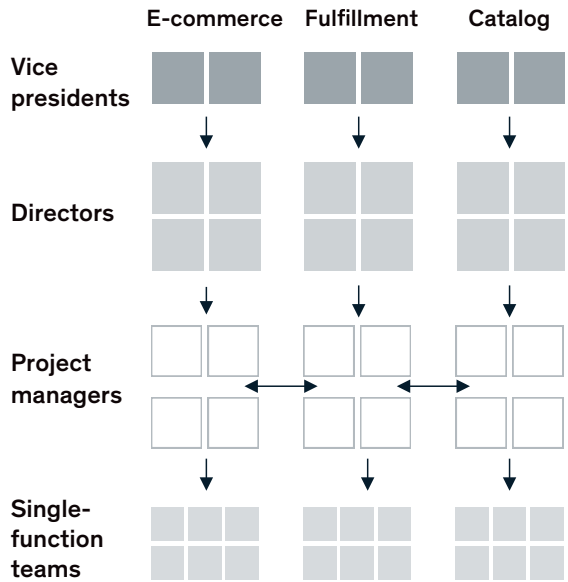 E-commerce Fulfillment Catalog
Vice
presidents
Directors
Project
managers
Single-
function
teams